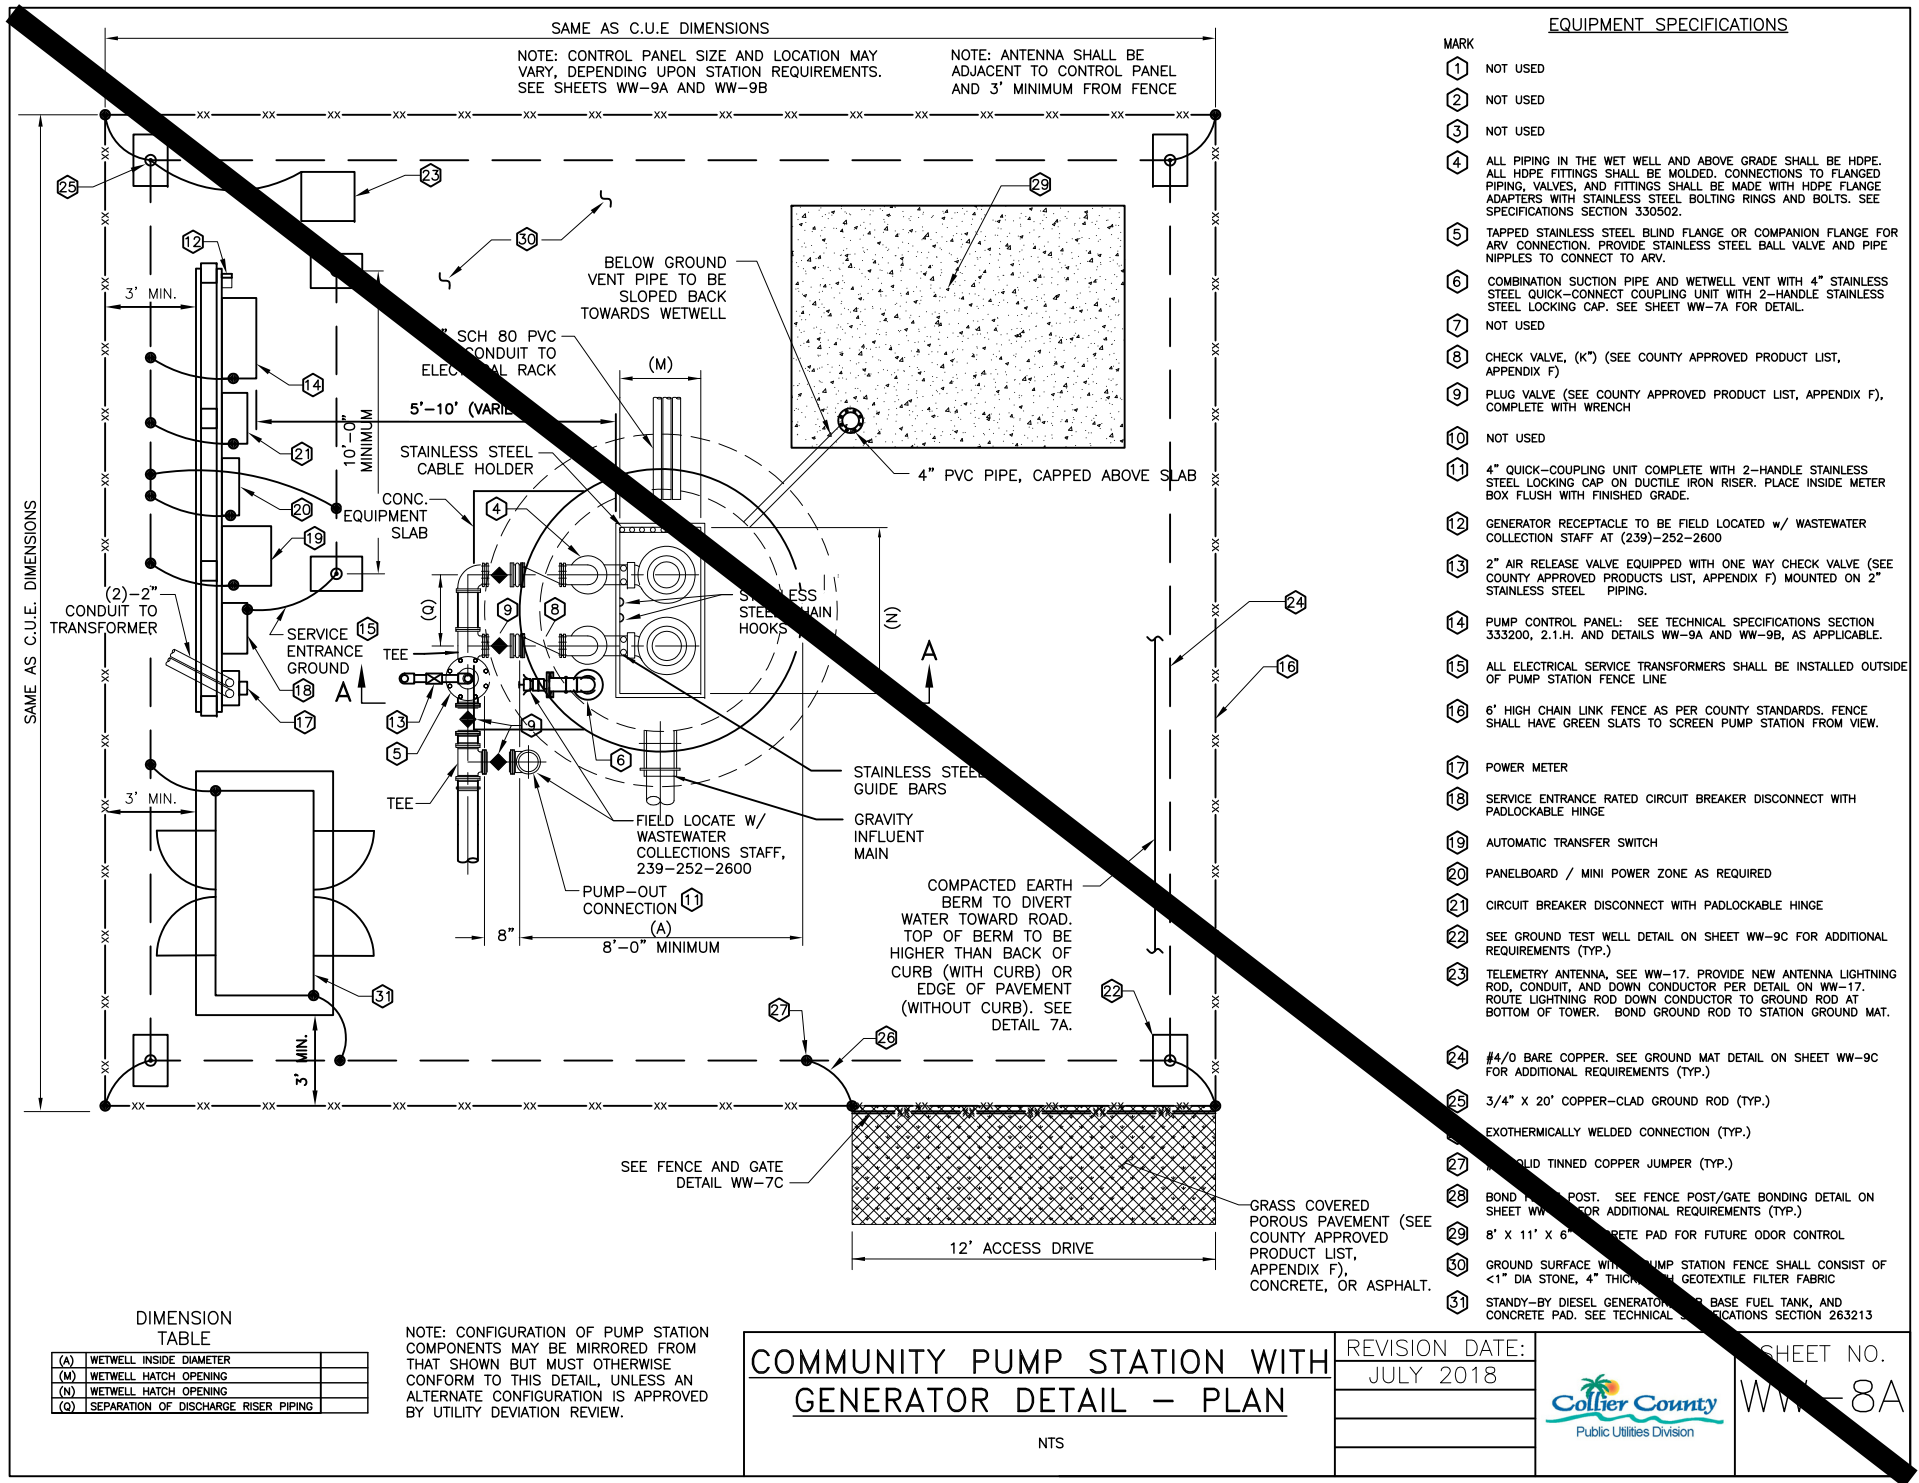 SAME AS C.U.E DIMENSIONS
NOTE: CONTROL PANEL SIZE AND LOCATION MAY
VARY, DEPENDING UPON STATION REQUIREMENTS.
SEE SHEETS WW-9A AND WW-9B
NOTE: ANTENNA SHALL BE
ADJACENT TO CONTROL PANEL
AND 3' MINIMUM FROM FENCE
25
23
29
30
12
3' MIN.
BELOW GROUND
VENT PIPE TO BE
SLOPED BACK
TOWARDS WETWELL
SCH 80 PVC
CONDUIT TO
RACK
(M)
14
5'-10'
10'-0"
MINIMUM
21
STAINLESS STEEL
CABLE HOLDER
4" PVC PIPE, CAPPED ABOVE SLAB
CONC.
EQUIPMENT
SLAB
4
20
19
SAME AS C.U.E. DIMENSIONS
(2)-2"
CONDUIT TO
TRANSFORMER
(Q)
9
8
HOOKS
(N)
24
SERVICE
ENTRANCE
GROUND
15
TEE
A
A
16
18
17
13
5
9
6
3' MIN.
TEE
STAINLESS
GUIDE BARS
GRAVITY
INFLUENT
MAIN
FIELD LOCATE W/
WASTEWATER
COLLECTIONS STAFF,
239-252-2600
PUMP-OUT
CONNECTION
11
8"
(A)
8'-0" MINIMUM
COMPACTED EARTH
BERM TO DIVERT
WATER TOWARD ROAD.
TOP OF BERM TO BE
HIGHER THAN BACK OF
CURB (WITH CURB) OR
EDGE OF PAVEMENT
(WITHOUT CURB). SEE
DETAIL 7A.
31
22
27
26
3' MIN.
SEE FENCE AND GATE
DETAIL WW-7C
12' ACCESS DRIVE
GRASS COVERED
POROUS PAVEMENT (SEE
COUNTY APPROVED
PRODUCT LIST,
APPENDIX F),
CONCRETE, OR ASPHALT.
EQUIPMENT SPECIFICATIONS
MARK
1 NOT USED
2 NOT USED
3 NOT USED
4 ALL PIPING IN THE WET WELL AND ABOVE GRADE SHALL BE HDPE.
ALL HDPE FITTINGS SHALL BE MOLDED. CONNECTIONS TO FLANGED
PIPING, VALVES, AND FITTINGS SHALL BE MADE WITH HDPE FLANGE
ADAPTERS WITH STAINLESS STEEL BOLTING RINGS AND BOLTS. SEE
SPECIFICATIONS SECTION 330502.
5 TAPPED STAINLESS STEEL BLIND FLANGE OR COMPANION FLANGE FOR
ARV CONNECTION. PROVIDE STAINLESS STEEL BALL VALVE AND PIPE
NIPPLES TO CONNECT TO ARV.
6 COMBINATION SUCTION PIPE AND WETWELL VENT WITH 4" STAINLESS
STEEL QUICK-CONNECT COUPLING UNIT WITH 2-HANDLE STAINLESS
STEEL LOCKING CAP. SEE SHEET WW-7A FOR DETAIL.
7 NOT USED
8 CHECK VALVE, (K") (SEE COUNTY APPROVED PRODUCT LIST,
APPENDIX F)
9 PLUG VALVE (SEE COUNTY APPROVED PRODUCT LIST, APPENDIX F),
COMPLETE WITH WRENCH
10 NOT USED
11 4" QUICK-COUPLING UNIT COMPLETE WITH 2-HANDLE STAINLESS
STEEL LOCKING CAP ON DUCTILE IRON RISER. PLACE INSIDE METER
BOX FLUSH WITH FINISHED GRADE.
12 GENERATOR RECEPTACLE TO BE FIELD LOCATED w/ WASTEWATER
COLLECTION STAFF AT (239)-252-2600
13 2" AIR RELEASE VALVE EQUIPPED WITH ONE WAY CHECK VALVE (SEE
COUNTY APPROVED PRODUCTS LIST, APPENDIX F) MOUNTED ON 2"
STAINLESS STEEL PIPING.
14 PUMP CONTROL PANEL: SEE TECHNICAL SPECIFICATIONS SECTION
333200, 2.1.H. AND DETAILS WW-9A AND WW-9B, AS APPLICABLE.
15 ALL ELECTRICAL SERVICE TRANSFORMERS SHALL BE INSTALLED OUTSIDE
OF PUMP STATION FENCE LINE
16 6' HIGH CHAIN LINK FENCE AS PER COUNTY STANDARDS. FENCE
SHALL HAVE GREEN SLATS TO SCREEN PUMP STATION FROM VIEW.
17 POWER METER
18 SERVICE ENTRANCE RATED CIRCUIT BREAKER DISCONNECT WITH
PADLOCKABLE HINGE
19 AUTOMATIC TRANSFER SWITCH
20 PANELBOARD / MINI POWER ZONE AS REQUIRED
21 CIRCUIT BREAKER DISCONNECT WITH PADLOCKABLE HINGE
22 SEE GROUND TEST WELL DETAIL ON SHEET WW-9C FOR ADDITIONAL
REQUIREMENTS (TYP.)
23 TELEMETRY ANTENNA, SEE WW-17. PROVIDE NEW ANTENNA LIGHTNING
ROD, CONDUIT, AND DOWN CONDUCTOR PER DETAIL ON WW-17.
ROUTE LIGHTNING ROD DOWN CONDUCTOR TO GROUND ROD AT
BOTTOM OF TOWER. BOND GROUND ROD TO STATION GROUND MAT.
24 #4/0 BARE COPPER. SEE GROUND MAT DETAIL ON SHEET WW-9C
FOR ADDITIONAL REQUIREMENTS (TYP.)
25 3/4" X 20' COPPER-CLAD GROUND ROD (TYP.)
EXOTHERMICALLY WELDED CONNECTION (TYP.)
27 TINNED COPPER JUMPER (TYP.)
28 BOND POST. SEE FENCE POST/GATE BONDING DETAIL ON
SHEET FOR ADDITIONAL REQUIREMENTS (TYP.)
29 8' X 11' X 6" PAD FOR FUTURE ODOR CONTROL
30 GROUND SURFACE STATION FENCE SHALL CONSIST OF
<1" DIA STONE, 4" GEOTEXTILE FILTER FABRIC
31 STANDY-BY DIESEL BASE FUEL TANK, AND
CONCRETE PAD. SEE TECHNICAL SECTION 263213
DIMENSION
TABLE
(A) WETWELL INSIDE DIAMETER
(M) WETWELL HATCH OPENING
(N) WETWELL HATCH OPENING
(Q) SEPARATION OF DISCHARGE RISER PIPING
NOTE: CONFIGURATION OF PUMP STATION
COMPONENTS MAY BE MIRRORED FROM
THAT SHOWN BUT MUST OTHERWISE
CONFORM TO THIS DETAIL, UNLESS AN
ALTERNATE CONFIGURATION IS APPROVED
BY UTILITY DEVIATION REVIEW.
COMMUNITY PUMP STATION WITH
GENERATOR DETAIL - PLAN
NTS
REVISION DATE:
JULY 2018
Collier County
Public Utilities Division
SHEET NO.
WW-8A